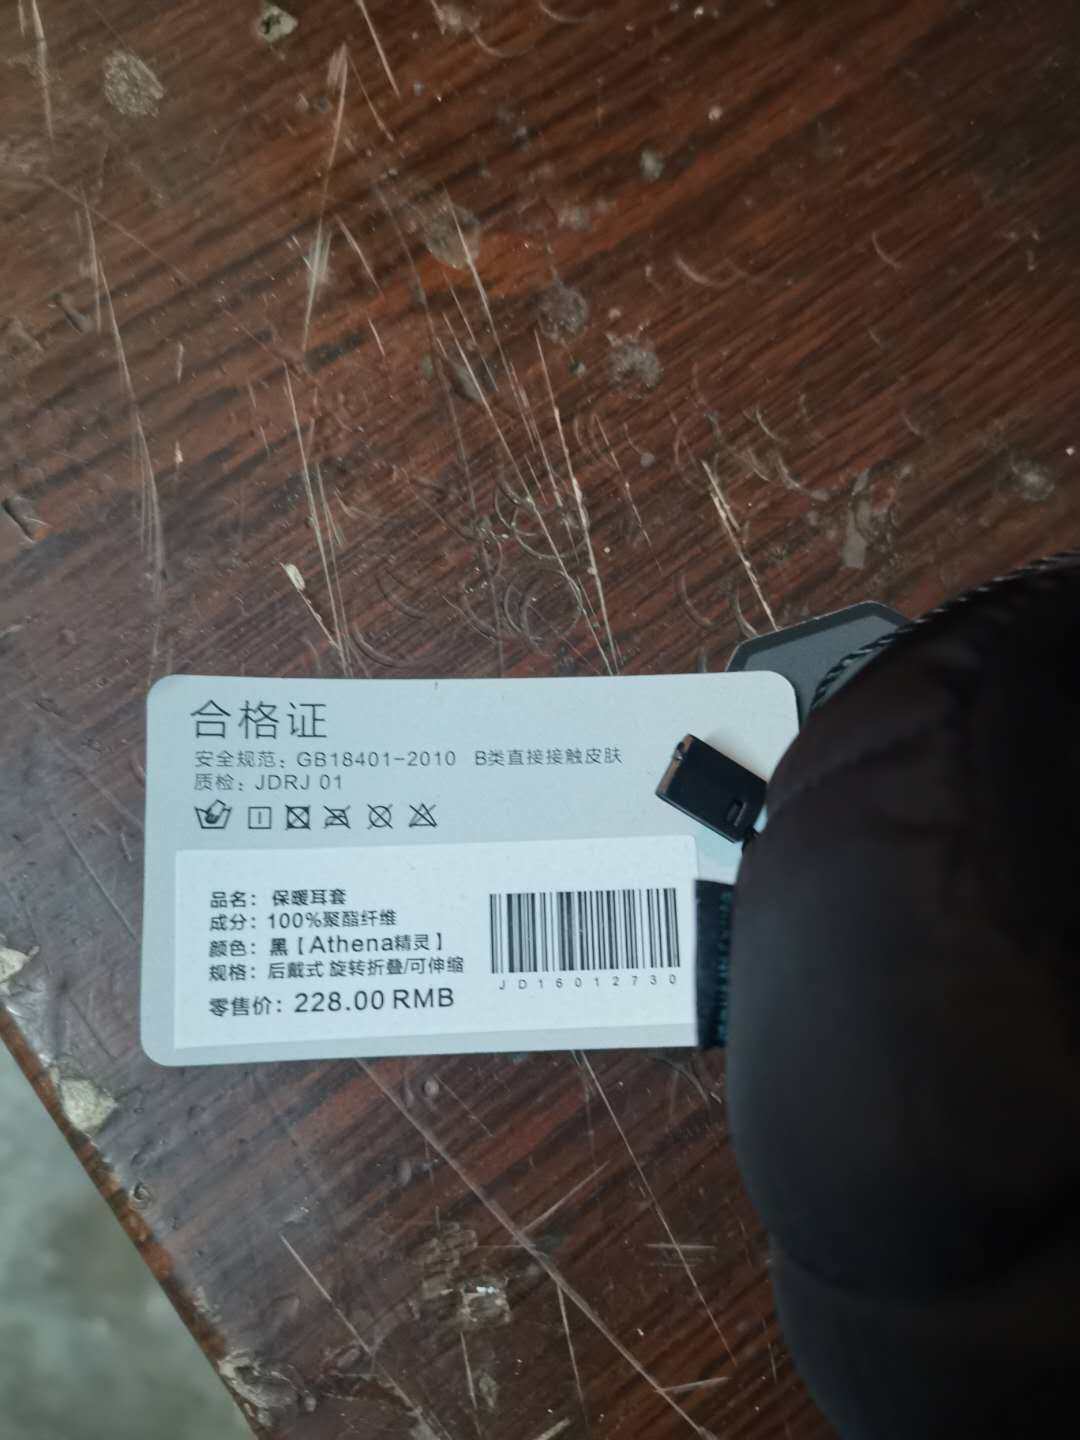 合格证
安全规范：GB18401-2010 B类直接接触皮肤
质检：JDRJ 01
品名： 保暖耳套
成分：100%聚酯纤维
颜色：黑【Athena精灵】
规格：后戴式 旋转折叠/可伸缩
零售价：228.00 RMB
JD16012730